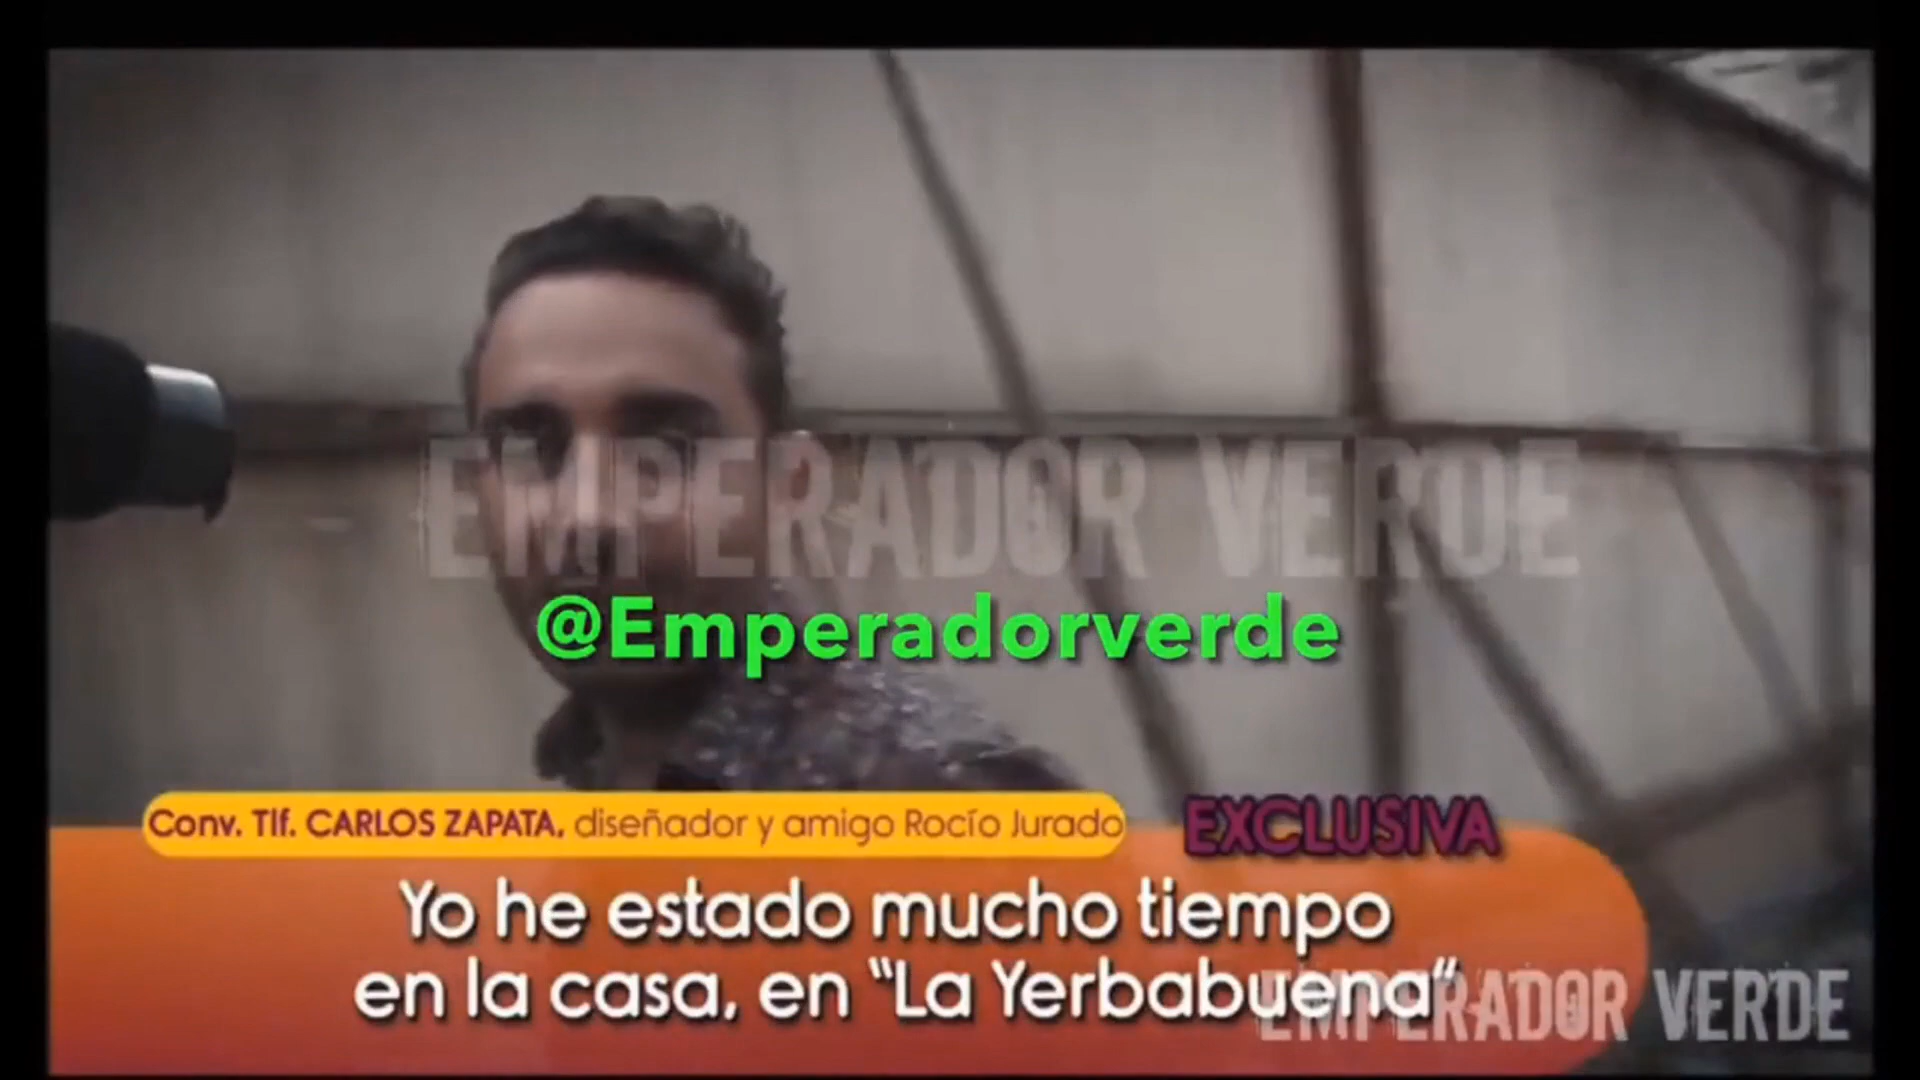 EMPERADOR VERDE
@Emperadorverde
Conv. Tlf. CARLOS ZAPATA, diseñador y amigo Rocío Jurado
EXCLUSIVA
Yo he estado mucho tiempo
en la casa, en “La Yerbabuena“
EMPERADOR VERDE